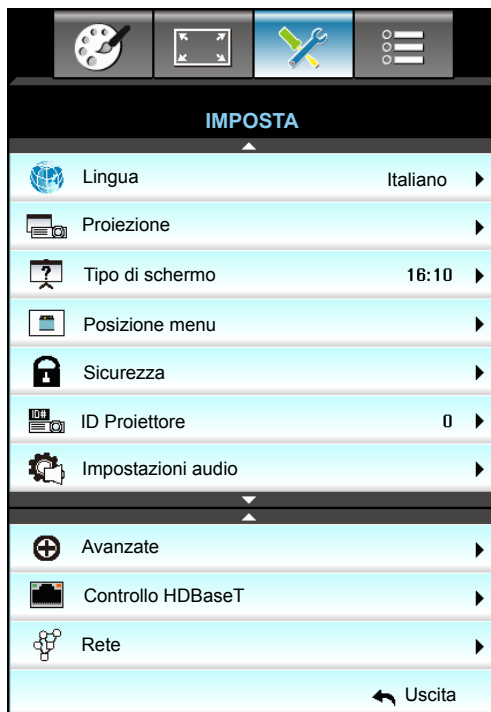 IMPOSTA
Lingua Italiano
Proiezione
? Tipo di schermo 16:10
Posizione menu
Sicurezza
ID# ID Proiettore 0
Impostazioni audio
Avanzate
Controllo HDBaseT
Rete
Uscita